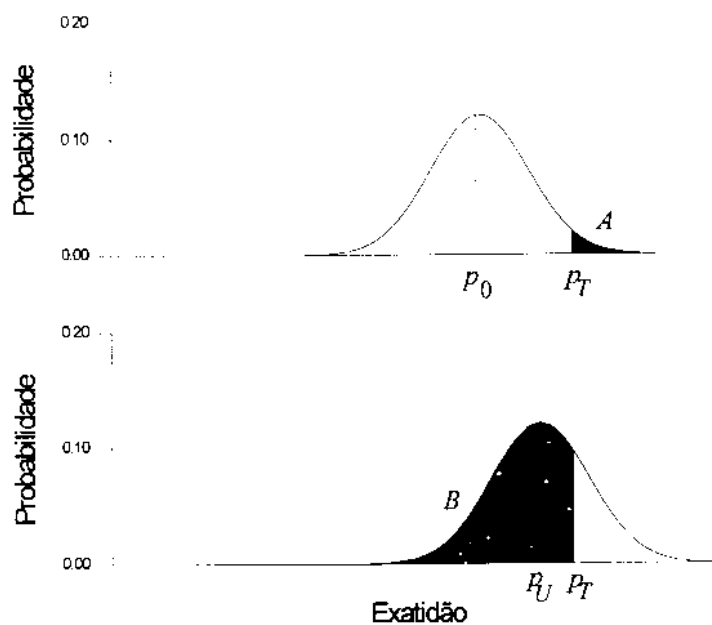 0.20
Probabilidade
0.10
A
0.00
p0 pT
0.20
Probabilidade
0.10
B
0.00
pU pT
Exatidão